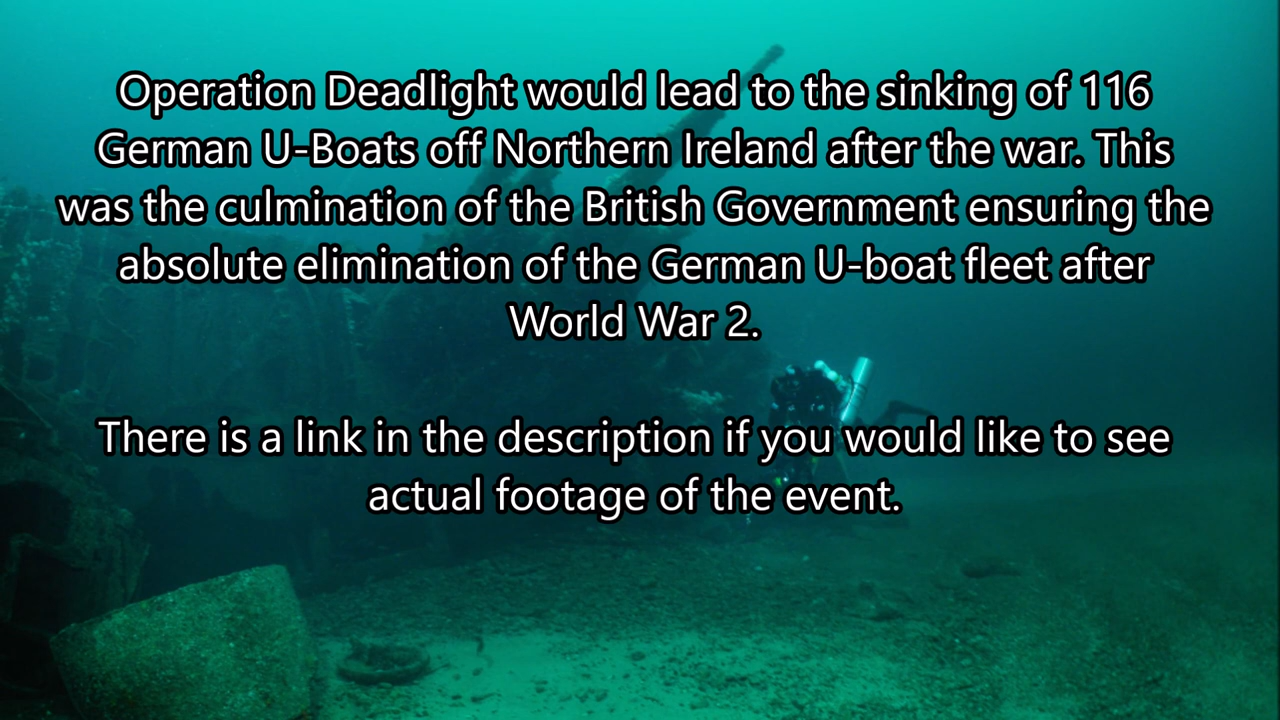 Operation Deadlight would lead to the sinking of 116
German U-Boats off Northern Ireland after the war. This
was the culmination of the British Government ensuring the
absolute elimination of the German U-boat fleet after
World War 2.
There is a link in the description if you would like to see
actual footage of the event.